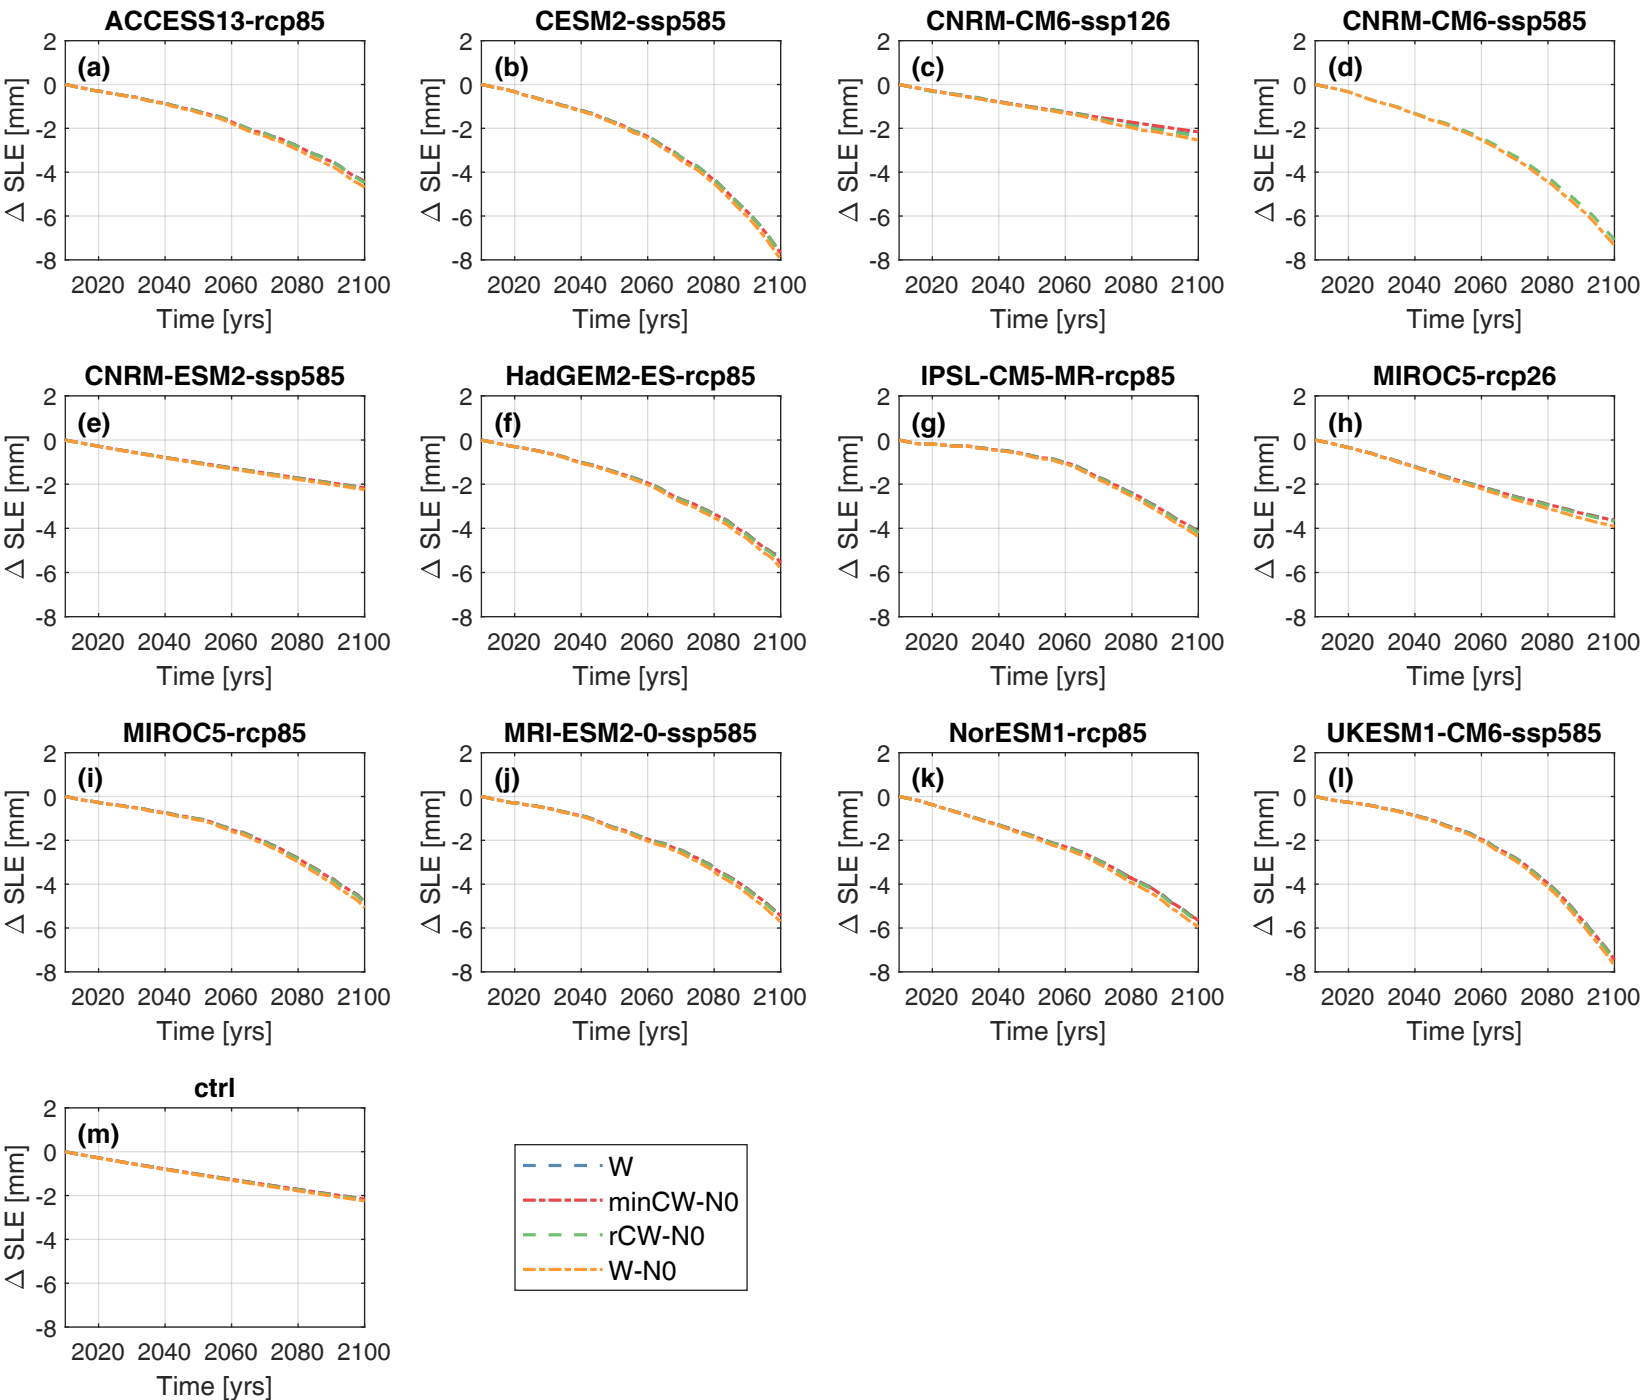 ACCESS13-rcp85
(a)
Δ SLE [mm]
2
0
-2
-4
-6
-8
2020 2040 2060 2080 2100
Time [yrs]
CESM2-ssp585
(b)
Δ SLE [mm]
2
0
-2
-4
-6
-8
2020 2040 2060 2080 2100
Time [yrs]
CNRM-CM6-ssp126
(c)
Δ SLE [mm]
2
0
-2
-4
-6
-8
2020 2040 2060 2080 2100
Time [yrs]
CNRM-CM6-ssp585
(d)
Δ SLE [mm]
2
0
-2
-4
-6
-8
2020 2040 2060 2080 2100
Time [yrs]
CNRM-ESM2-ssp585
(e)
Δ SLE [mm]
2
0
-2
-4
-6
-8
2020 2040 2060 2080 2100
Time [yrs]
HadGEM2-ES-rcp85
(f)
Δ SLE [mm]
2
0
-2
-4
-6
-8
2020 2040 2060 2080 2100
Time [yrs]
IPSL-CM5-MR-rcp85
(g)
Δ SLE [mm]
2
0
-2
-4
-6
-8
2020 2040 2060 2080 2100
Time [yrs]
MIROC5-rcp26
(h)
Δ SLE [mm]
2
0
-2
-4
-6
-8
2020 2040 2060 2080 2100
Time [yrs]
MIROC5-rcp85
(i)
Δ SLE [mm]
2
0
-2
-4
-6
-8
2020 2040 2060 2080 2100
Time [yrs]
MRI-ESM2-0-ssp585
(j)
Δ SLE [mm]
2
0
-2
-4
-6
-8
2020 2040 2060 2080 2100
Time [yrs]
NorESM1-rcp85
(k)
Δ SLE [mm]
2
0
-2
-4
-6
-8
2020 2040 2060 2080 2100
Time [yrs]
UKESM1-CM6-ssp585
(l)
Δ SLE [mm]
2
0
-2
-4
-6
-8
2020 2040 2060 2080 2100
Time [yrs]
ctrl
(m)
Δ SLE [mm]
2
0
-2
-4
-6
-8
2020 2040 2060 2080 2100
Time [yrs]
W
minCW-N0
rCW-N0
W-N0